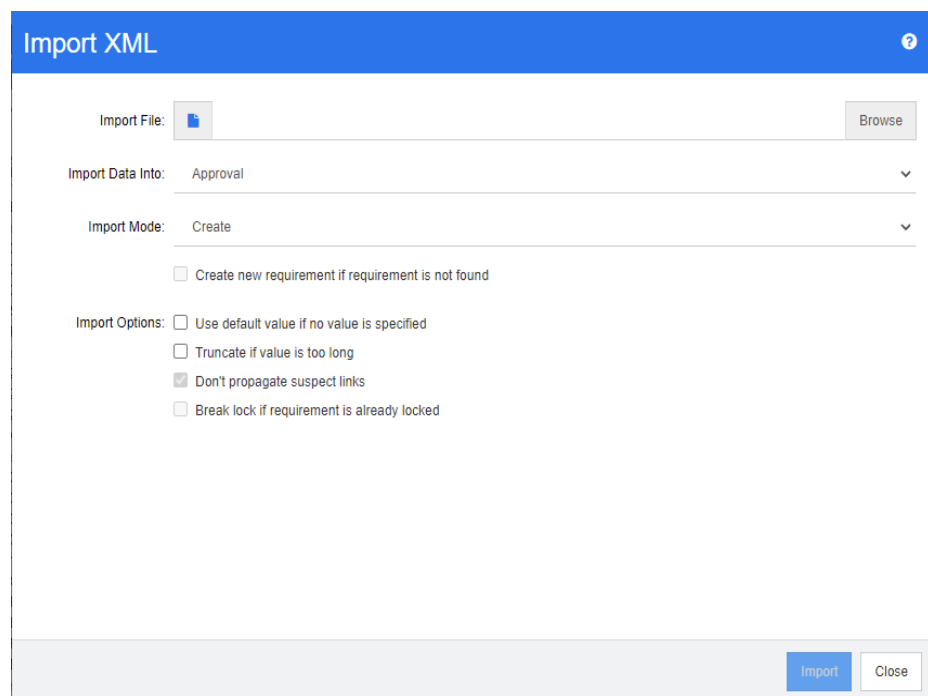 Import XML
Import File: Browse
Import Data Into: Approval
Import Mode: Create
Create new requirement if requirement is not found
Import Options: Use default value if no value is specified
Truncate if value is too long
Don't propagate suspect links
Break lock if requirement is already locked
Import Close